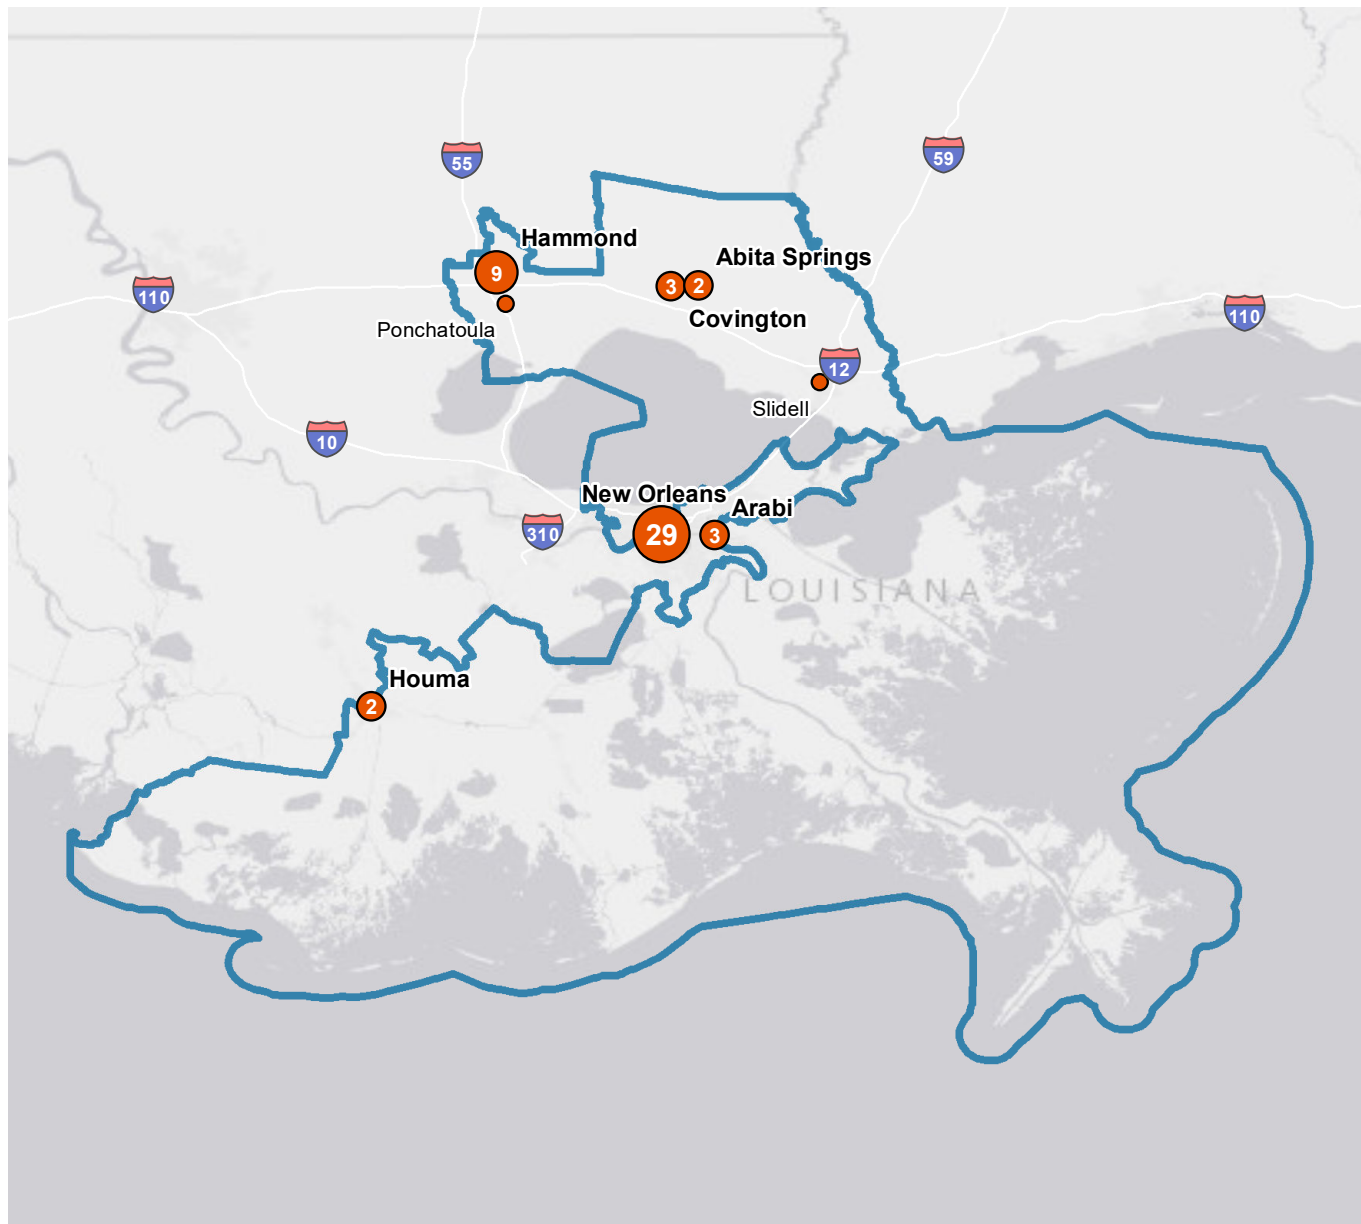 55
59
Hammond
Abita Springs
9
3
2
110
110
Covington
Ponchatoula
12
Slidell
10
New Orleans
Arabi
310
29
3
LOUISIANA
Houma
2